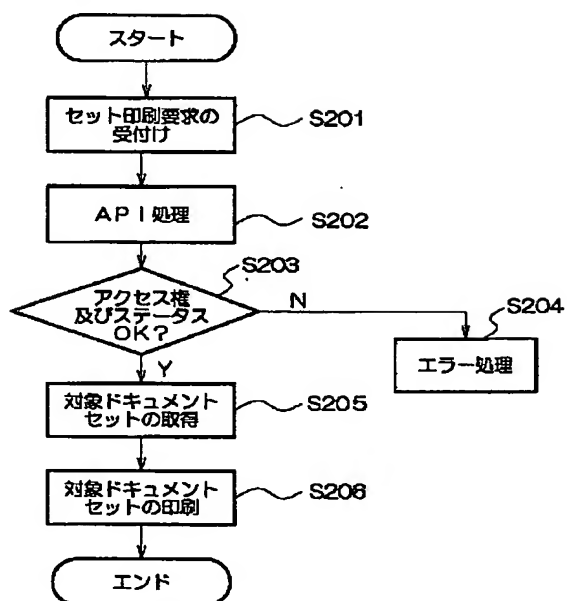 スタート
セット印刷要求の
受付け
S201
API処理
S202
S203
アクセス権
及びステータス
OK?
N
S204
エラー処理
Y
対象ドキュメント
セットの取得
S205
対象ドキュメント
セットの印刷
S206
エンド